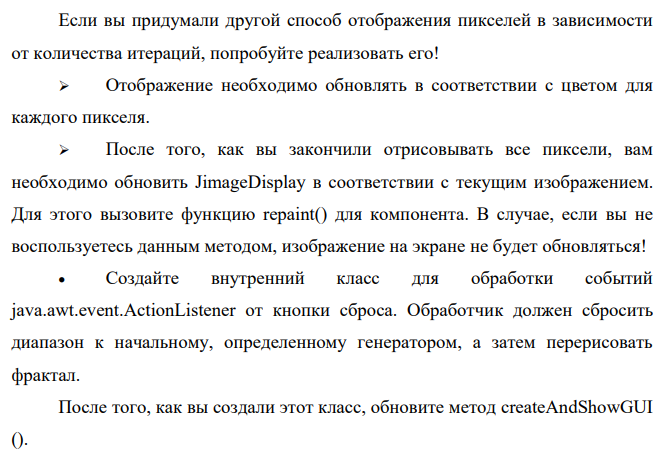 Если вы придумали другой способ отображения пикселей в зависимости
от количества итераций, попробуйте реализовать его!
➢ Отображение необходимо обновлять в соответствии с цветом для
каждого пикселя.
➢ После того, как вы закончили отрисовывать все пиксели, вам
необходимо обновить JimageDisplay в соответствии с текущим изображением.
Для этого вызовите функцию repaint() для компонента. В случае, если вы не
воспользуетесь данным методом, изображение на экране не будет обновляться!
• Создайте внутренний класс для обработки событий
java.awt.event.ActionListener от кнопки сброса. Обработчик должен сбросить
диапазон к начальному, определенному генератором, а затем перерисовать
фрактал.
После того, как вы создали этот класс, обновите метод createAndShowGUI
().